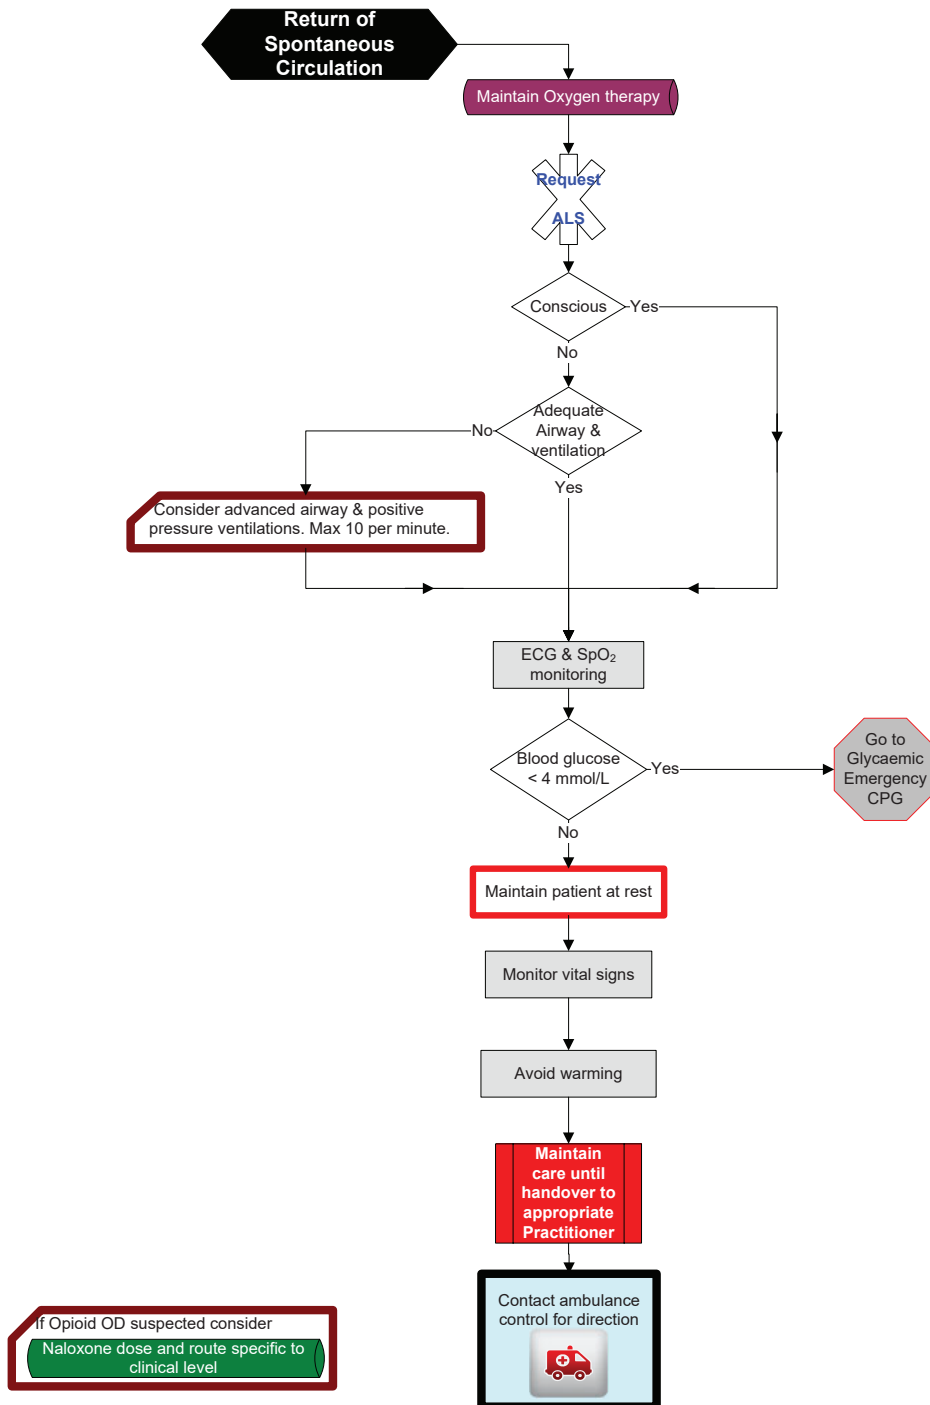 Return of
Spontaneous
Circulation
Maintain Oxygen therapy
Request
ALS
Conscious
Yes
No
Adequate
Airway &
ventilation
No
Yes
Consider advanced airway & positive
pressure ventilations. Max 10 per minute.
ECG & SpO₂
monitoring
Blood glucose
< 4 mmol/L
Yes
Go to
Glycaemic
Emergency
CPG
No
Maintain patient at rest
Monitor vital signs
Avoid warming
Maintain
care until
handover to
appropriate
Practitioner
Contact ambulance
control for direction
If Opioid OD suspected consider
Naloxone dose and route specific to
clinical level